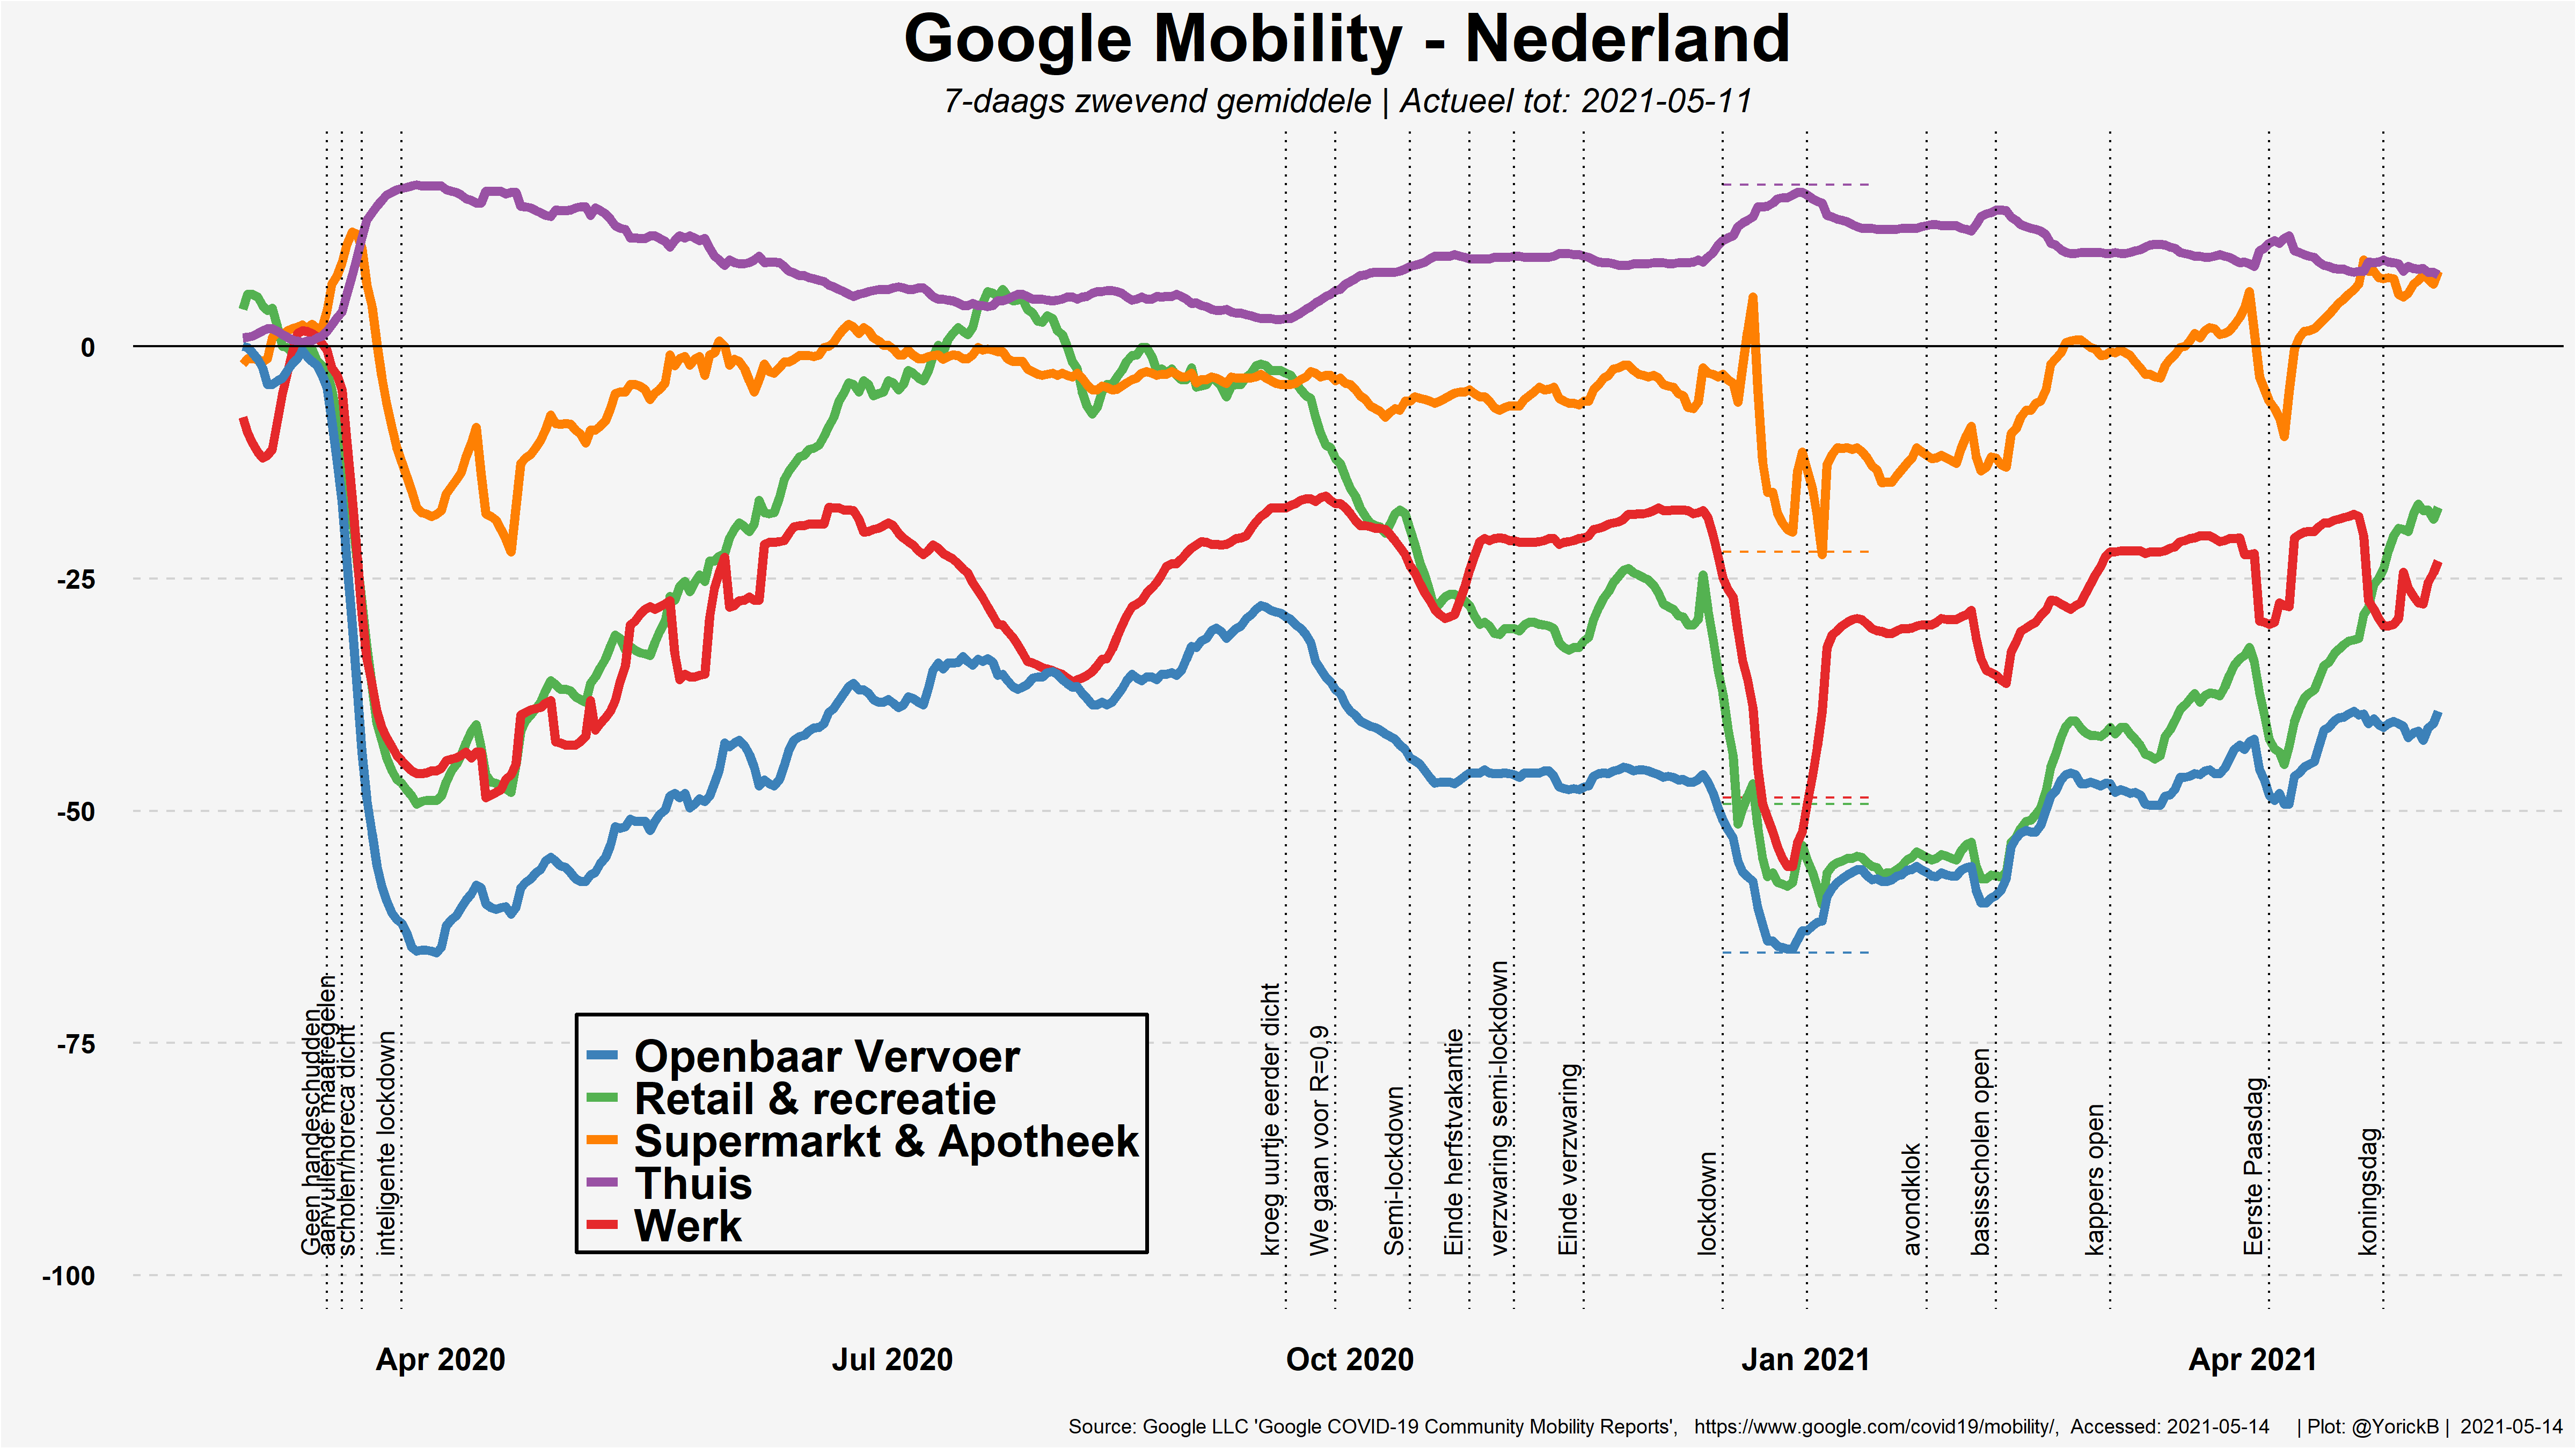 Google Mobility - Nederland
7-daags zwevend gemiddele | Actueel tot: 2021-05-11
0
-25
-50
-75
-100
Geen handeschudden
aanvullende maatregelen
scholen/horeca dicht
inteligente lockdown
kroeg uurtje eerder dicht
We gaan voor R=0,9
Semi-lockdown
Einde herfstvakantie
verzwaring semi-lockdown
Einde verzwaring
lockdown
avondklok
basisscholen open
kappers open
Eerste Paasdag
koningsdag
Openbaar Vervoer
Retail & recreatie
Supermarkt & Apotheek
Thuis
Werk
Apr 2020
Jul 2020
Oct 2020
Jan 2021
Apr 2021
Source: Google LLC 'Google COVID-19 Community Mobility Reports', https://www.google.com/covid19/mobility/, Accessed: 2021-05-14 | Plot: @YorickB | 2021-05-14